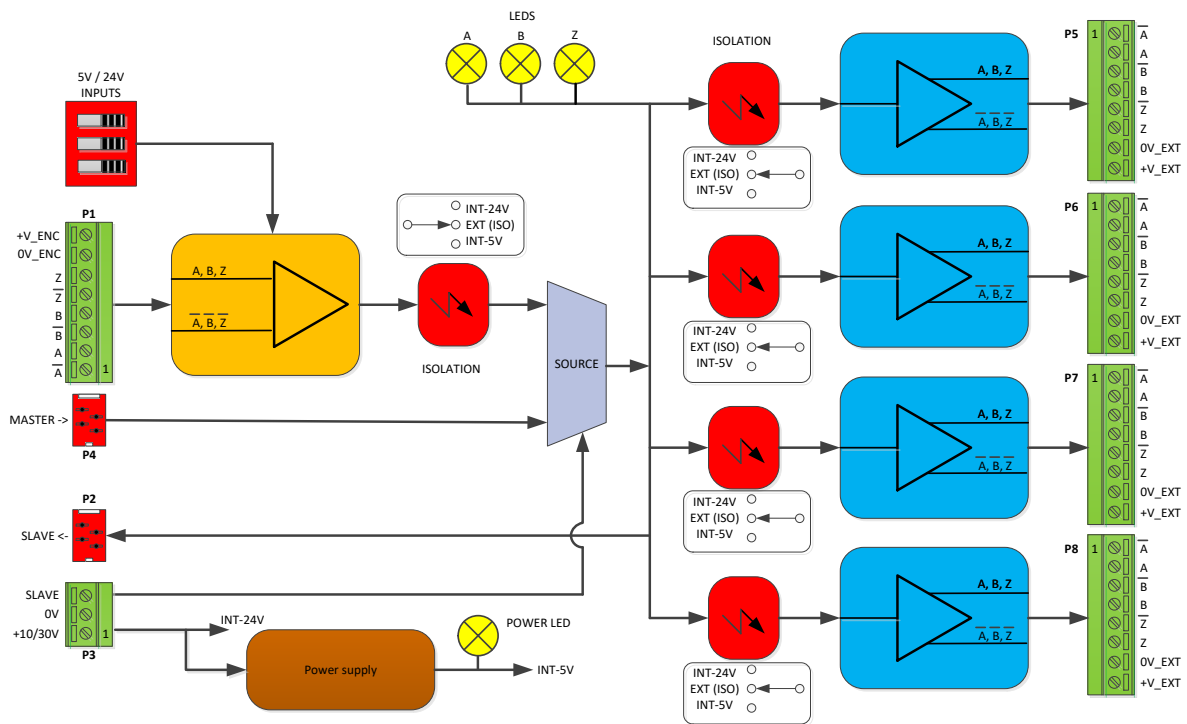 LEDS
A
B
Z
5V / 24V
INPUTS
P1
+V_ENC
0V_ENC
Z
Z̅
B
B̅
A
A̅
1
A, B, Z
A̅, B̅, Z̅
INT-24V
EXT (ISO)
INT-5V
ISOLATION
SOURCE
MASTER ->
P4
P2
SLAVE <-
SLAVE
0V
+10/30V
1
P3
INT-24V
Power supply
POWER LED
INT-5V
ISOLATION
INT-24V
EXT (ISO)
INT-5V
A, B, Z
A̅, B̅, Z̅
P5
1
A̅
A
B̅
B
Z̅
Z
0V_EXT
+V_EXT
INT-24V
EXT (ISO)
INT-5V
A, B, Z
A̅, B̅, Z̅
P6
1
A̅
A
B̅
B
Z̅
Z
0V_EXT
+V_EXT
INT-24V
EXT (ISO)
INT-5V
A, B, Z
A̅, B̅, Z̅
P7
1
A̅
A
B̅
B
Z̅
Z
0V_EXT
+V_EXT
INT-24V
EXT (ISO)
INT-5V
A, B, Z
A̅, B̅, Z̅
P8
1
A̅
A
B̅
B
Z̅
Z
0V_EXT
+V_EXT